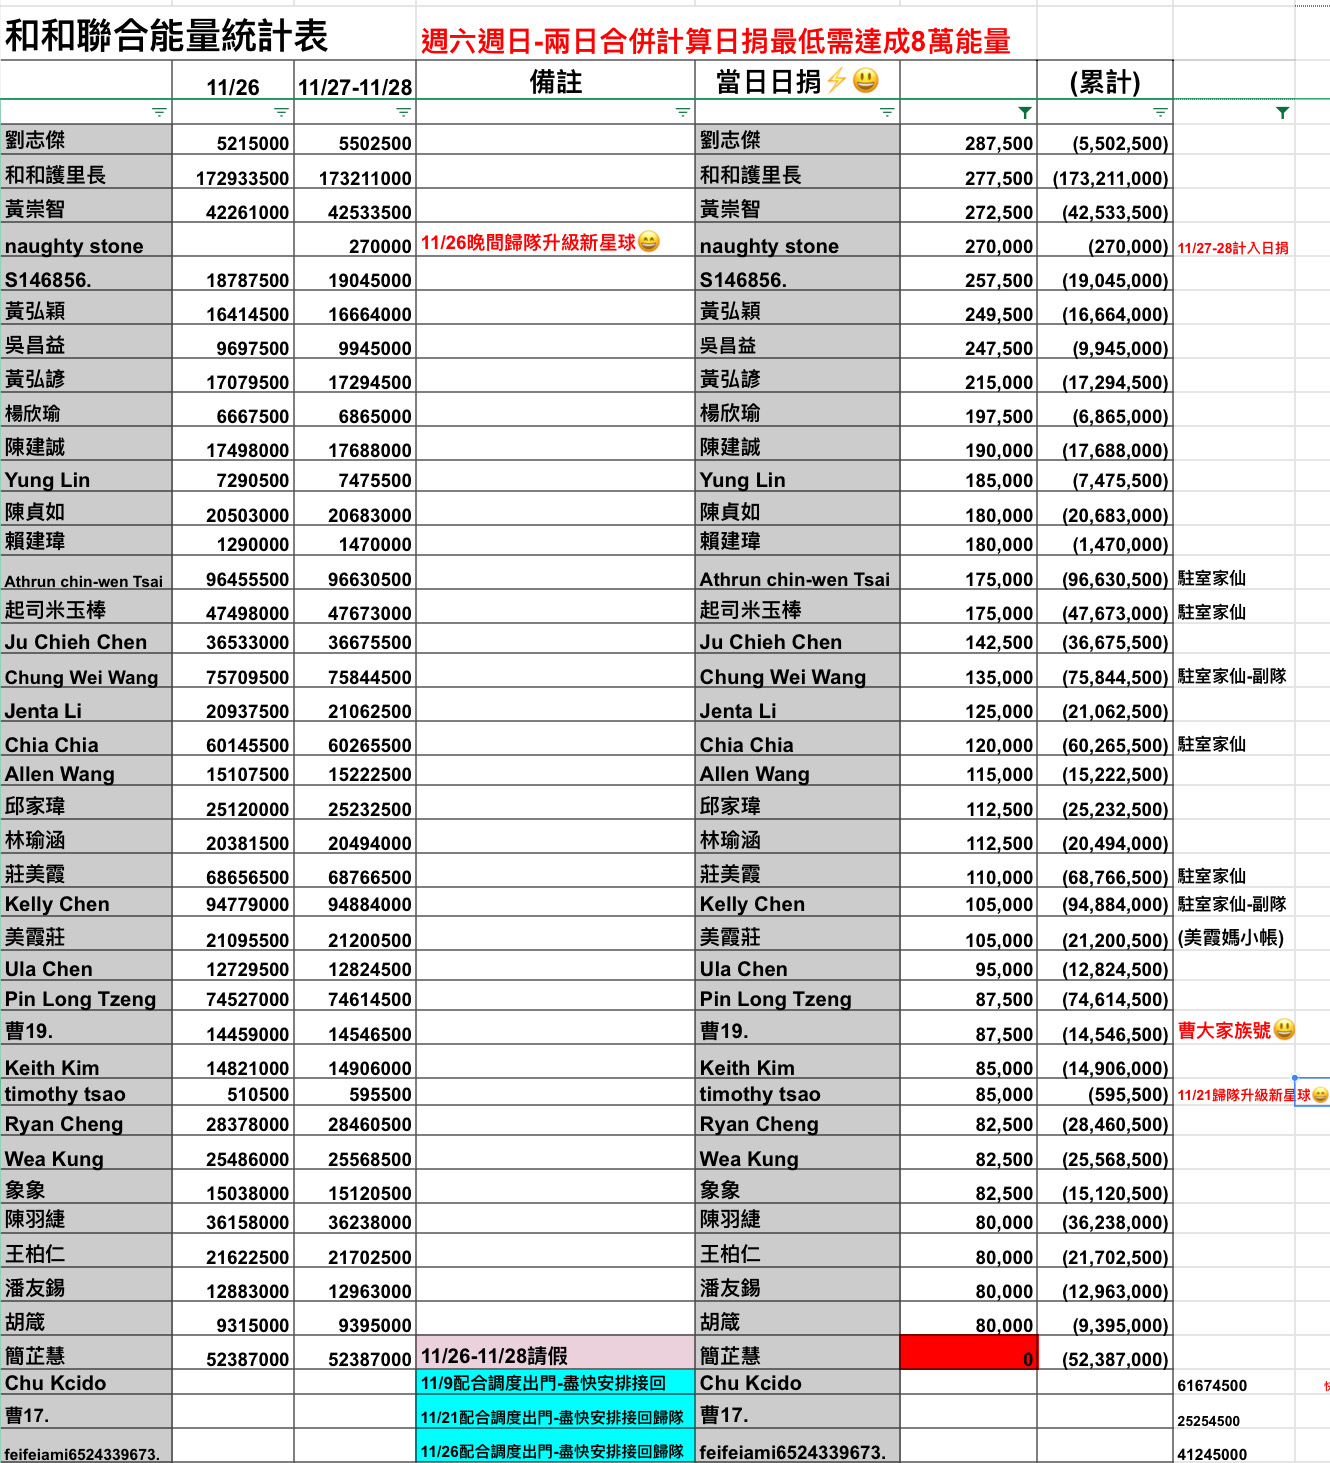 和和聯合能量統計表 週六週日-兩日合併計算日捐最低需達成8萬能量
11/26 11/27-11/28 備註 當日日捐⚡😃 (累計)
劉志傑 5215000 5502500 劉志傑 287,500 (5,502,500)
和和護里長 172933500 173211000 和和護里長 277,500 (173,211,000)
黃崇智 42261000 42533500 黃崇智 272,500 (42,533,500)
naughty stone 270000 11/26晚間歸隊升級新星球😄 naughty stone 270,000 (270,000) 11/27-28計入日捐
S146856. 18787500 19045000 S146856. 257,500 (19,045,000)
黃弘穎 16414500 16664000 黃弘穎 249,500 (16,664,000)
吳昌益 9697500 9945000 吳昌益 247,500 (9,945,000)
黃弘諺 17079500 17294500 黃弘諺 215,000 (17,294,500)
楊欣瑜 6667500 6865000 楊欣瑜 197,500 (6,865,000)
陳建誠 17498000 17688000 陳建誠 190,000 (17,688,000)
Yung Lin 7290500 7475500 Yung Lin 185,000 (7,475,500)
陳貞如 20503000 20683000 陳貞如 180,000 (20,683,000)
賴建瑋 1290000 1470000 賴建瑋 180,000 (1,470,000)
Athrun chin-wen Tsai 96455500 96630500 Athrun chin-wen Tsai 175,000 (96,630,500) 駐室家仙
起司米玉棒 47498000 47673000 起司米玉棒 175,000 (47,673,000) 駐室家仙
Ju Chieh Chen 36533000 36675500 Ju Chieh Chen 142,500 (36,675,500)
Chung Wei Wang 75709500 75844500 Chung Wei Wang 135,000 (75,844,500) 駐室家仙-副隊
Jenta Li 20937500 21062500 Jenta Li 125,000 (21,062,500)
Chia Chia 60145500 60265500 Chia Chia 120,000 (60,265,500) 駐室家仙
Allen Wang 15107500 15222500 Allen Wang 115,000 (15,222,500)
邱家瑋 25120000 25232500 邱家瑋 112,500 (25,232,500)
林瑜涵 20381500 20494000 林瑜涵 112,500 (20,494,000)
莊美霞 68656500 68766500 莊美霞 110,000 (68,766,500) 駐室家仙
Kelly Chen 94779000 94884000 Kelly Chen 105,000 (94,884,000) 駐室家仙-副隊
美霞莊 21095500 21200500 美霞莊 105,000 (21,200,500) (美霞媽小帳)
Ula Chen 12729500 12824500 Ula Chen 95,000 (12,824,500)
Pin Long Tzeng 74527000 74614500 Pin Long Tzeng 87,500 (74,614,500)
曹19. 14459000 14546500 曹19. 87,500 (14,546,500) 曹大家族號😃
Keith Kim 14821000 14906000 Keith Kim 85,000 (14,906,000)
timothy tsao 510500 595500 timothy tsao 85,000 (595,500) 11/21歸隊升級新星球😄
Ryan Cheng 28378000 28460500 Ryan Cheng 82,500 (28,460,500)
Wea Kung 25486000 25568500 Wea Kung 82,500 (25,568,500)
象象 15038000 15120500 象象 82,500 (15,120,500)
陳羽緁 36158000 36238000 陳羽緁 80,000 (36,238,000)
王柏仁 21622500 21702500 王柏仁 80,000 (21,702,500)
潘友錫 12883000 12963000 潘友錫 80,000 (12,963,000)
胡箴 9315000 9395000 胡箴 80,000 (9,395,000)
簡芷慧 52387000 52387000 11/26-11/28請假 簡芷慧 0 (52,387,000)
Chu Kcido 11/9配合調度出門-盡快安排接回 Chu Kcido 61674500
曹17. 11/21配合調度出門-盡快安排接回歸隊 曹17. 25254500
feifeiami6524339673. 11/26配合調度出門-盡快安排接回歸隊 feifeiami6524339673. 41245000